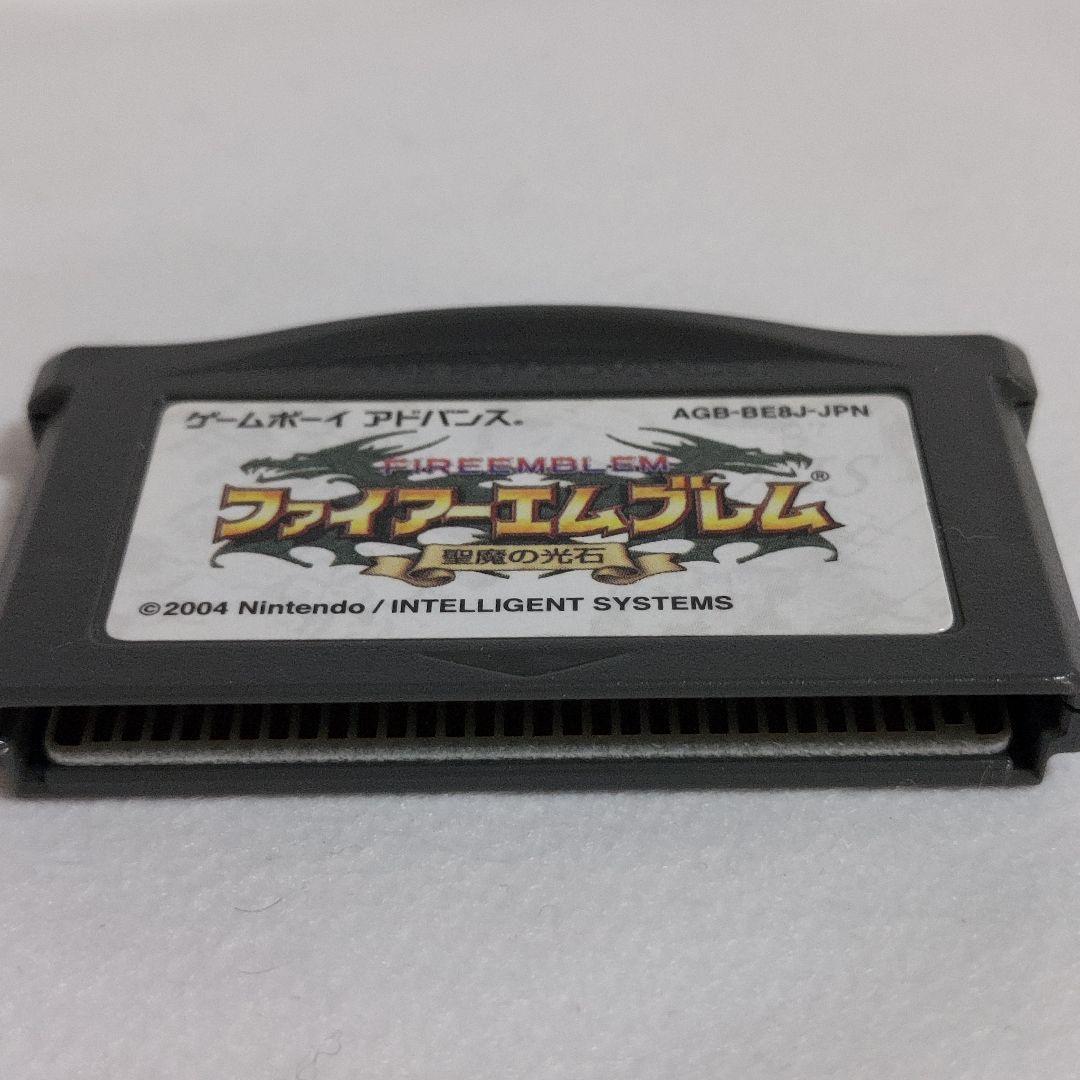 ゲームボーイ アドバンス®
AGB-BE8J-JPN
FIREEMBLEM
ファイアーエムブレム®
聖魔の光石
©2004 Nintendo / INTELLIGENT SYSTEMS